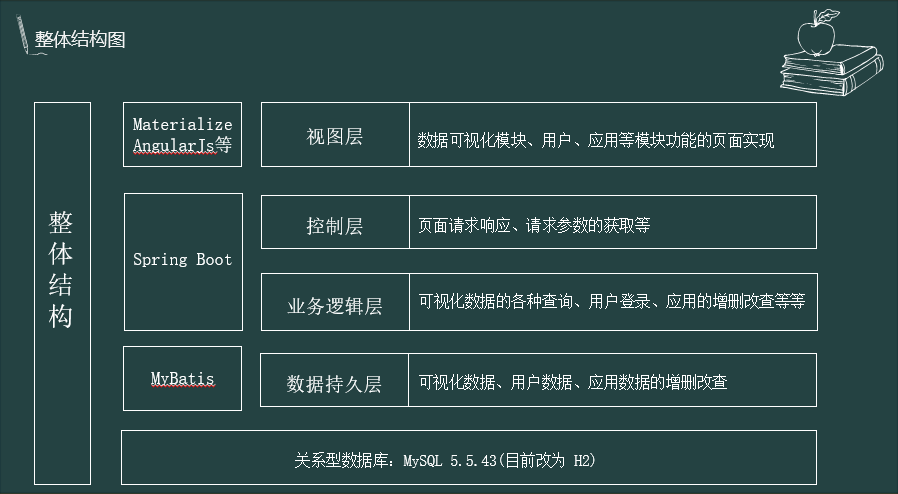 整体结构图
整体结构
Materialize
AngularJs等
视图层
数据可视化模块、用户、应用等模块功能的页面实现
Spring Boot
控制层
页面请求响应、请求参数的获取等
业务逻辑层
可视化数据的各种查询、用户登录、应用的增删改查等等
MyBatis
数据持久层
可视化数据、用户数据、应用数据的增删改查
关系型数据库: MySQL 5.5.43(目前改为 H2)